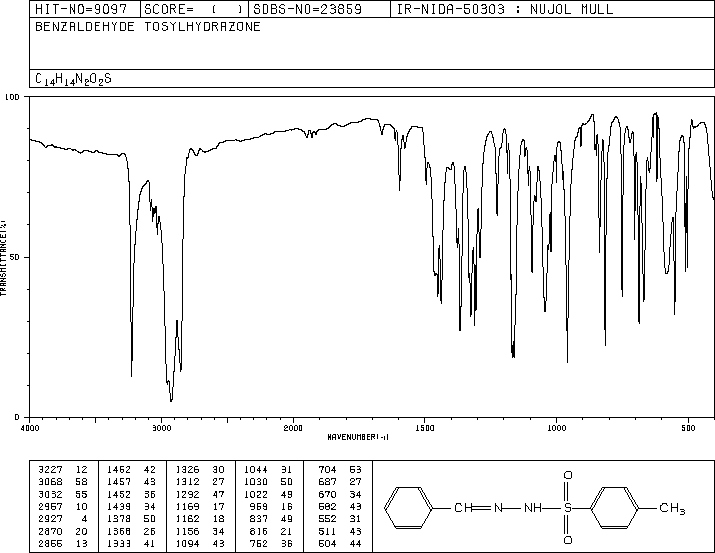 HIT-NO=9097 SCORE= ( ) SDBS-NO=23859 IR-NIDA-50303 : NUJOL MULL
BENZALDEHYDE TOSYLHYDRAZONE
C14H14N2O2S
100
50
0
TRANSMITTANCE(%)
4000 3000 2000 1500 1000 500
WAVENUMBER(-1)
3227 12 1462 42 1326 30 1044 31 704 53
3068 58 1457 43 1312 27 1030 50 687 27
3032 55 1452 36 1292 47 1022 49 670 34
2957 10 1439 34 1169 17 959 16 582 43
2927 4 1378 50 1162 18 837 49 552 31
2870 20 1368 26 1156 34 816 21 511 43
2855 13 1333 41 1094 43 752 36 504 44
O
CH N NH S CH3
O